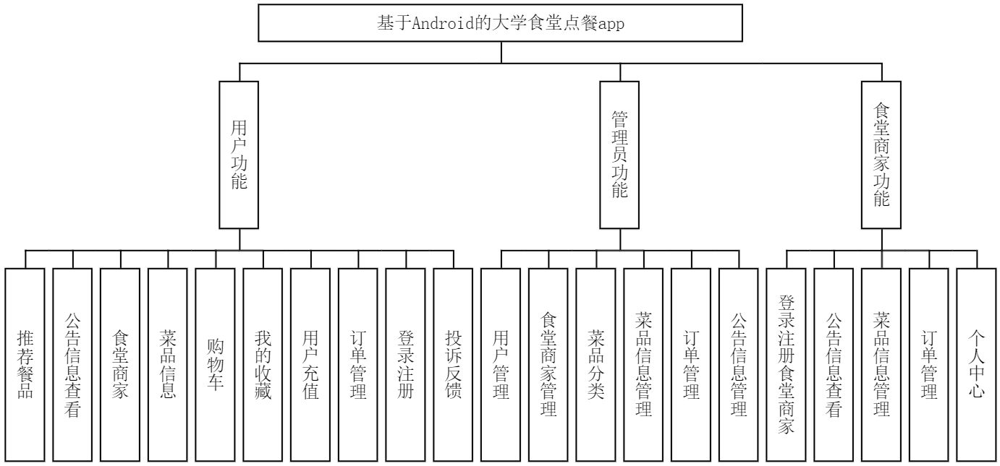 基于Android的大学食堂点餐app
用户功能
管理员功能
食堂商家功能
推荐餐品
公告信息查看
食堂商家
菜品信息
购物车
我的收藏
用户充值
订单管理
登录注册
投诉反馈
用户管理
食堂商家管理
菜品分类
菜品信息管理
订单管理
公告信息管理
登录注册食堂商家
公告信息查看
菜品信息管理
订单管理
个人中心